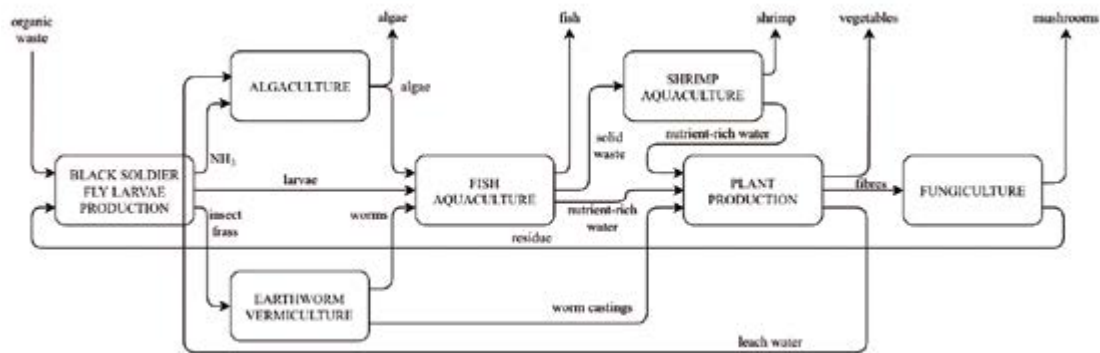 organic
waste
algae
fish
shrimp
vegetables
mushrooms
ALGACULTURE
algae
SHRIMP
AQUACULTURE
solid
waste
nutrient-rich water
NH3
BLACK SOLDIER
FLY LARVAE
PRODUCTION
larvae
FISH
AQUACULTURE
PLANT
PRODUCTION
fibres
FUNGICULTURE
insect
frass
worms
nutrient-rich
water
residue
EARTHWORM
VERMICULTURE
worm castings
leach water